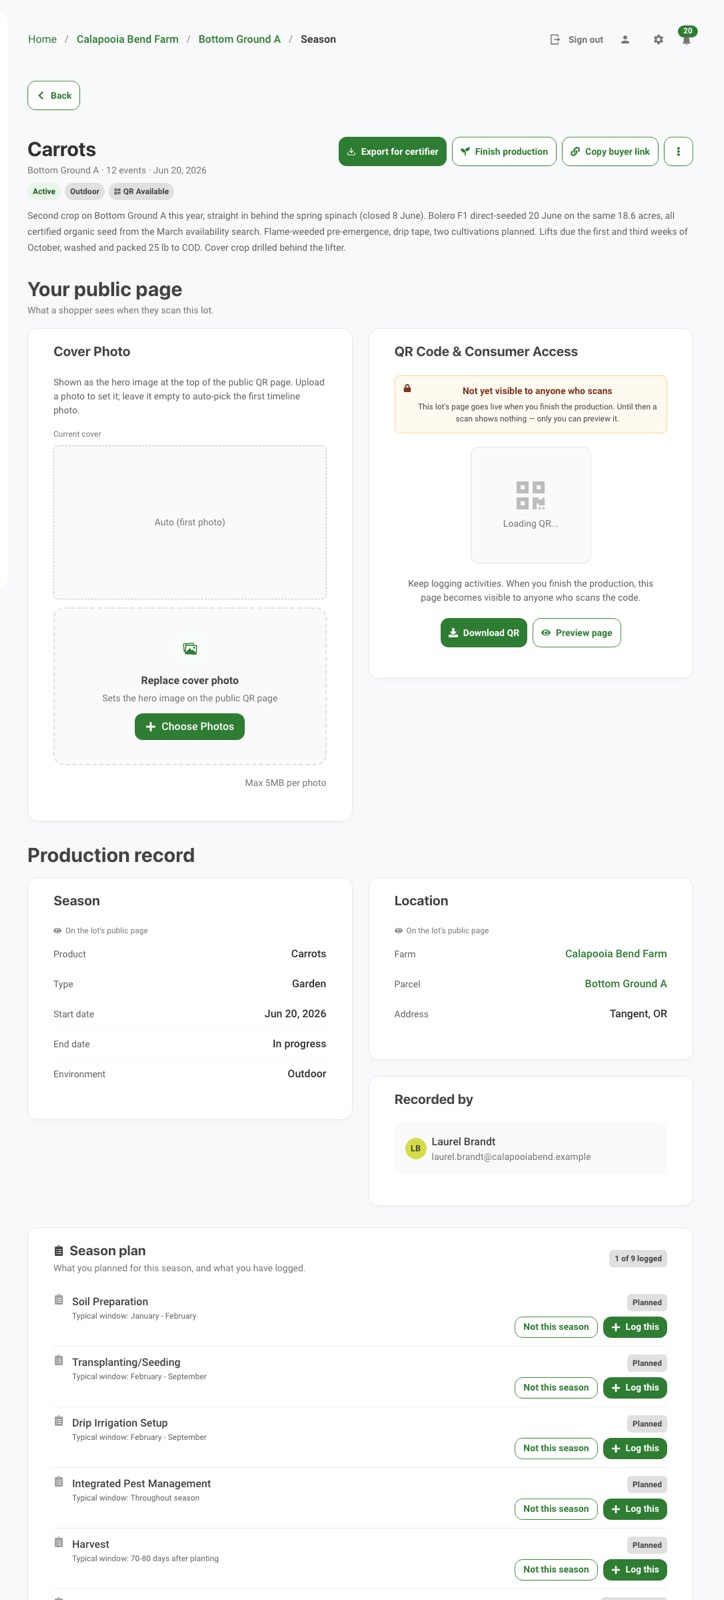 Home / Calapooia Bend Farm / Bottom Ground A / Season
Sign out
20
Back
Carrots
Export for certifier
Finish production
Copy buyer link
Bottom Ground A · 12 events · Jun 20, 2026
Active
Outdoor
QR Available
Second crop on Bottom Ground A this year, straight in behind the spring spinach (closed 8 June). Bolero F1 direct-seeded 20 June on the same 18.6 acres, all
certified organic seed from the March availability search. Flame-weeded pre-emergence, drip tape, two cultivations planned. Lifts due the first and third weeks of
October, washed and packed 25 lb to COD. Cover crop drilled behind the lifter.
Your public page
What a shopper sees when they scan this lot.
Cover Photo
Shown as the hero image at the top of the public QR page. Upload
a photo to set it; leave it empty to auto-pick the first timeline
photo.
Current cover
Auto (first photo)
Replace cover photo
Sets the hero image on the public QR page
Choose Photos
Max 5MB per photo
QR Code & Consumer Access
Not yet visible to anyone who scans
This lot's page goes live when you finish the production. Until then a
scan shows nothing — only you can preview it.
Loading QR...
Keep logging activities. When you finish the production, this
page becomes visible to anyone who scans the code.
Download QR
Preview page
Production record
Season
On the lot's public page
Product Carrots
Type Garden
Start date Jun 20, 2026
End date In progress
Environment Outdoor
Location
On the lot's public page
Farm Calapooia Bend Farm
Parcel Bottom Ground A
Address Tangent, OR
Recorded by
LB
Laurel Brandt
laurel.brandt@calapooiabend.example
Season plan
What you planned for this season, and what you have logged.
1 of 9 logged
Soil Preparation
Typical window: January - February
Planned
Not this season
Log this
Transplanting/Seeding
Typical window: February - September
Planned
Not this season
Log this
Drip Irrigation Setup
Typical window: February - September
Planned
Not this season
Log this
Integrated Pest Management
Typical window: Throughout season
Planned
Not this season
Log this
Harvest
Typical window: 70-80 days after planting
Planned
Not this season
Log this